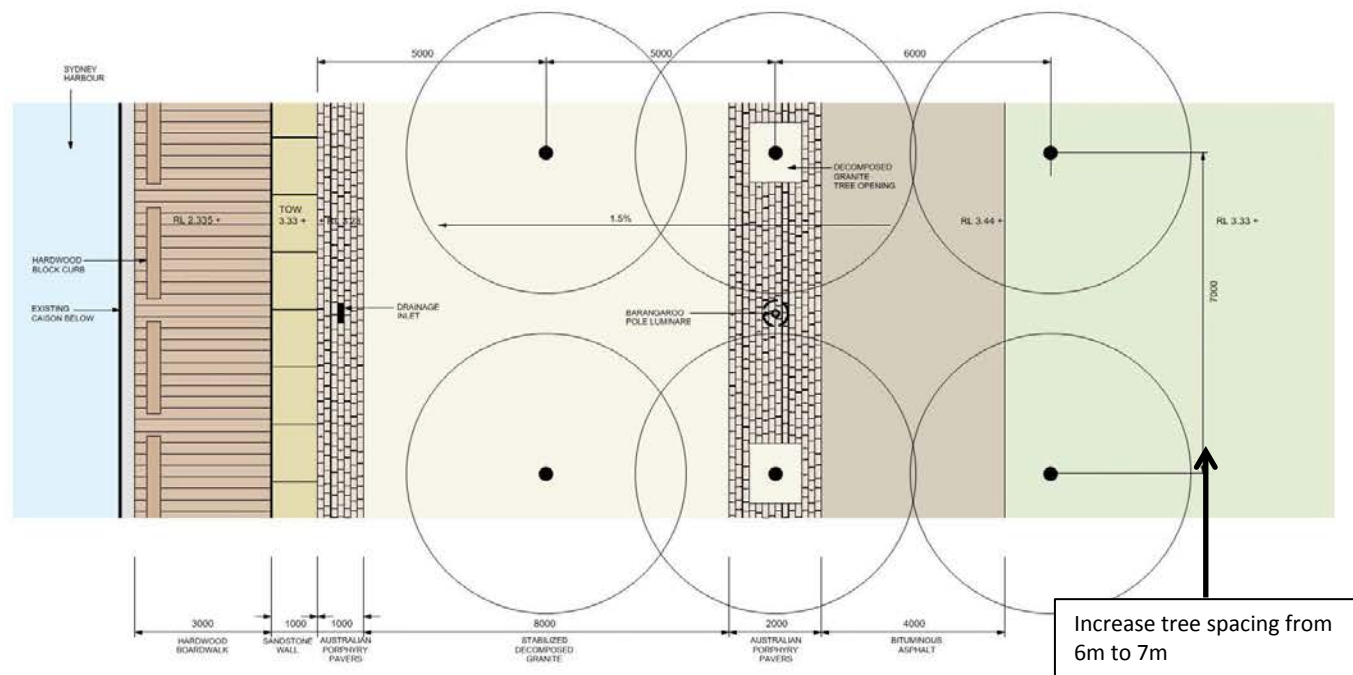 5000
5000
6000
SYDNEY
HARBOUR
DECOMPOSED
GRANITE
TREE OPENING
TOW
3.33 +
RL 2.335 +
1.5%
RL 3.44 +
RL 3.33 +
HARDWOOD
BLOCK CURB
EXISTING
CAISON BELOW
DRAINAGE
INLET
BARANGAROO
POLE LUMINARE
7000
3000
1000
1000
8000
2000
4000
HARDWOOD
BOARDWALK
SANDSTONE
WALL
AUSTRALIAN
PORPHYRY
PAVERS
STABILIZED
DECOMPOSED
GRANITE
AUSTRALIAN
PORPHYRY
PAVERS
BITUMINOUS
ASPHALT
Increase tree spacing from
6m to 7m